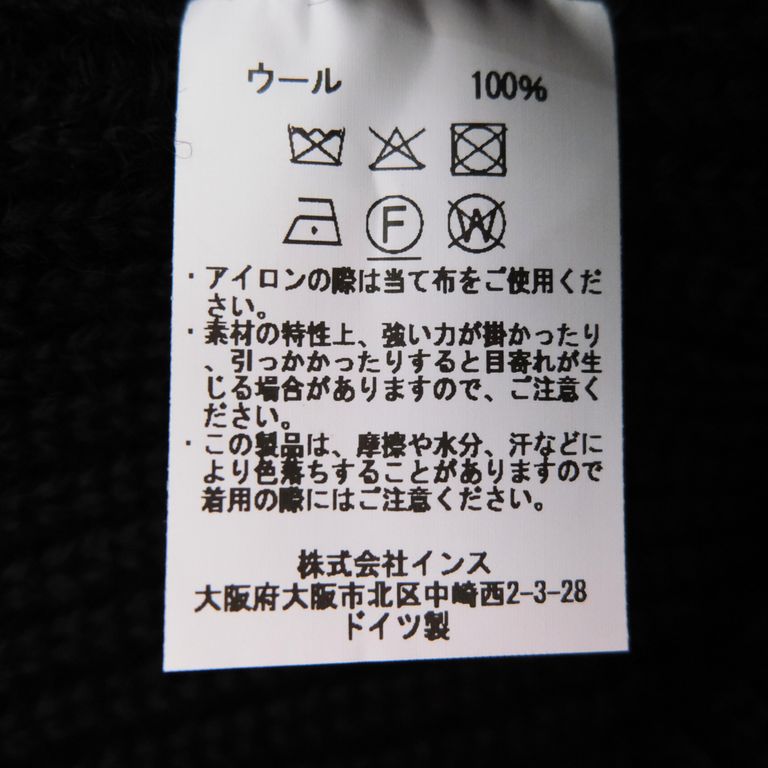 ウール 100%
F W
・アイロンの際は当て布をご使用くだ
さい。
・素材の特性上、強い力が掛かったり
、引っかかったりすると目寄れが生
じる場合がありますので、ご注意く
ださい。
・この製品は、摩擦や水分、汗などに
より色落ちすることがありますので
着用の際にはご注意ください。
株式会社インス
大阪府大阪市北区中崎西2-3-28
ドイツ製